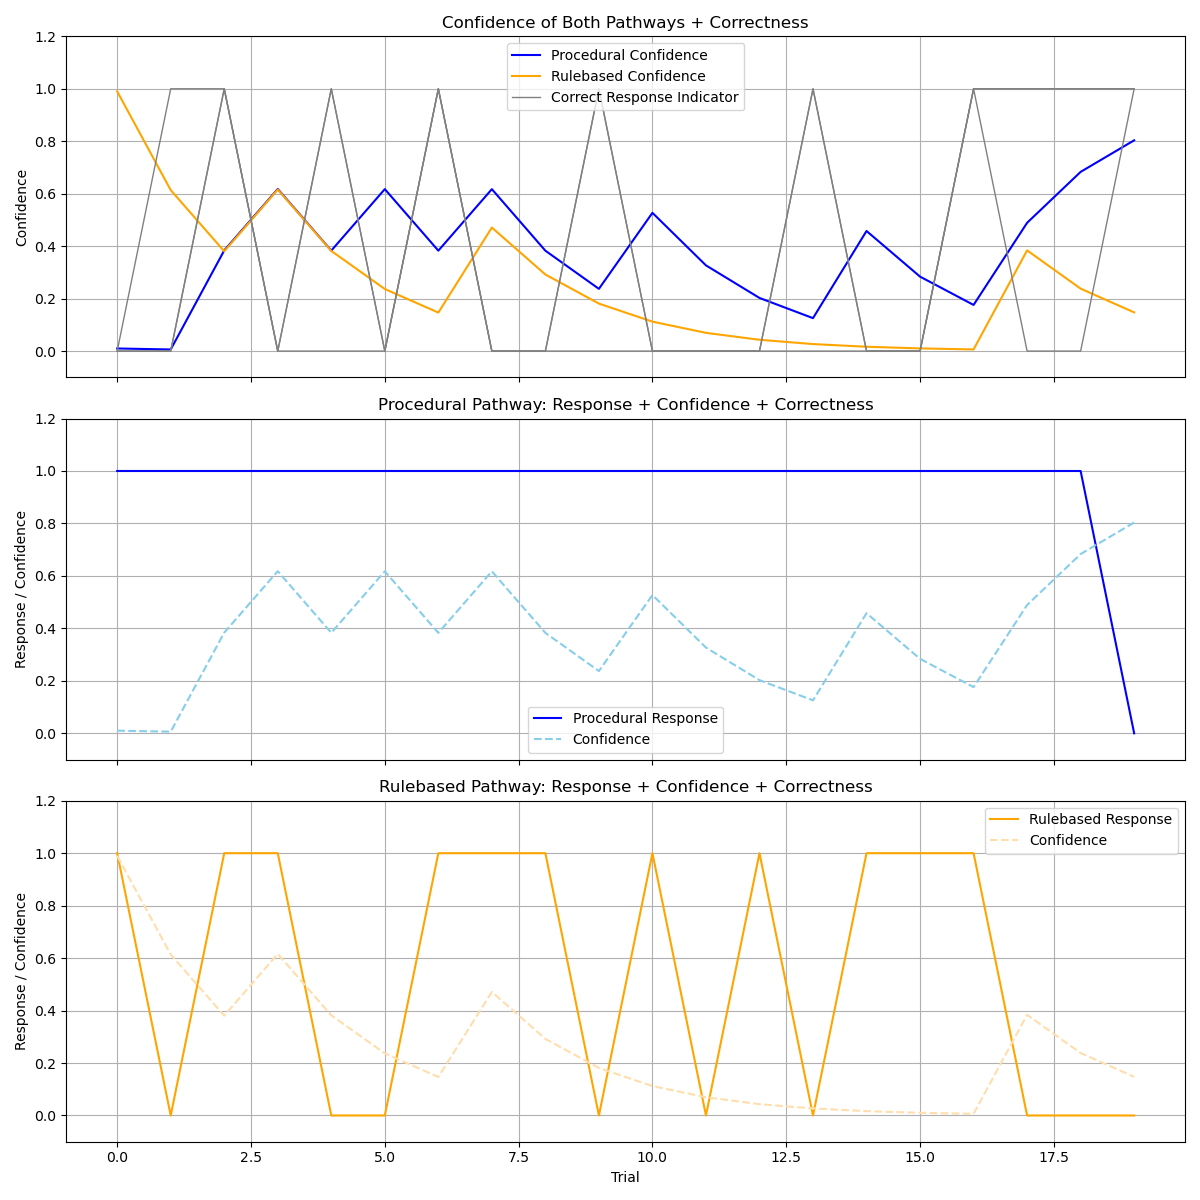 Confidence of Both Pathways + Correctness
1.2
1.0
0.8
0.6
0.4
0.2
0.0
Confidence
Procedural Confidence
Rulebased Confidence
Correct Response Indicator
Procedural Pathway: Response + Confidence + Correctness
1.2
1.0
0.8
0.6
0.4
0.2
0.0
Response / Confidence
Procedural Response
Confidence
Rulebased Pathway: Response + Confidence + Correctness
1.2
1.0
0.8
0.6
0.4
0.2
0.0
Response / Confidence
Rulebased Response
Confidence
0.0 2.5 5.0 7.5 10.0 12.5 15.0 17.5
Trial